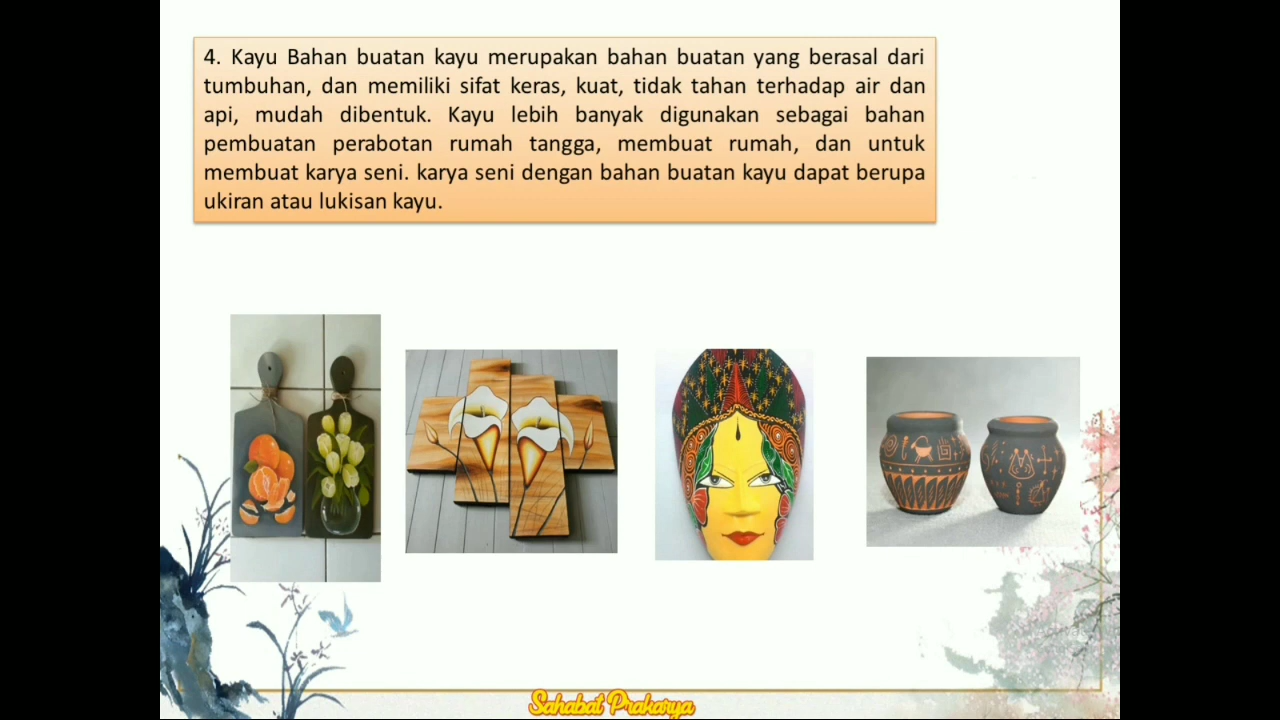 4. Kayu Bahan buatan kayu merupakan bahan buatan yang berasal dari
tumbuhan, dan memiliki sifat keras, kuat, tidak tahan terhadap air dan
api, mudah dibentuk. Kayu lebih banyak digunakan sebagai bahan
pembuatan perabotan rumah tangga, membuat rumah, dan untuk
membuat karya seni. karya seni dengan bahan buatan kayu dapat berupa
ukiran atau lukisan kayu.
Sahabat Prakarya